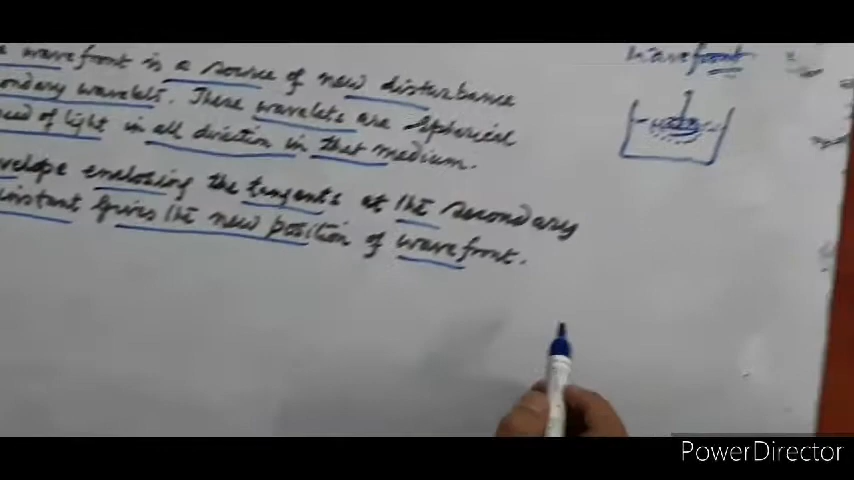 wavefront is a source of new disturbance
ondary wavelets. These wavelets are spherical
eed of light in all direction in that medium.
velope enclosing the tangents at the secondary
instant gives the new position of wavefront.
Wavefront
PowerDirector